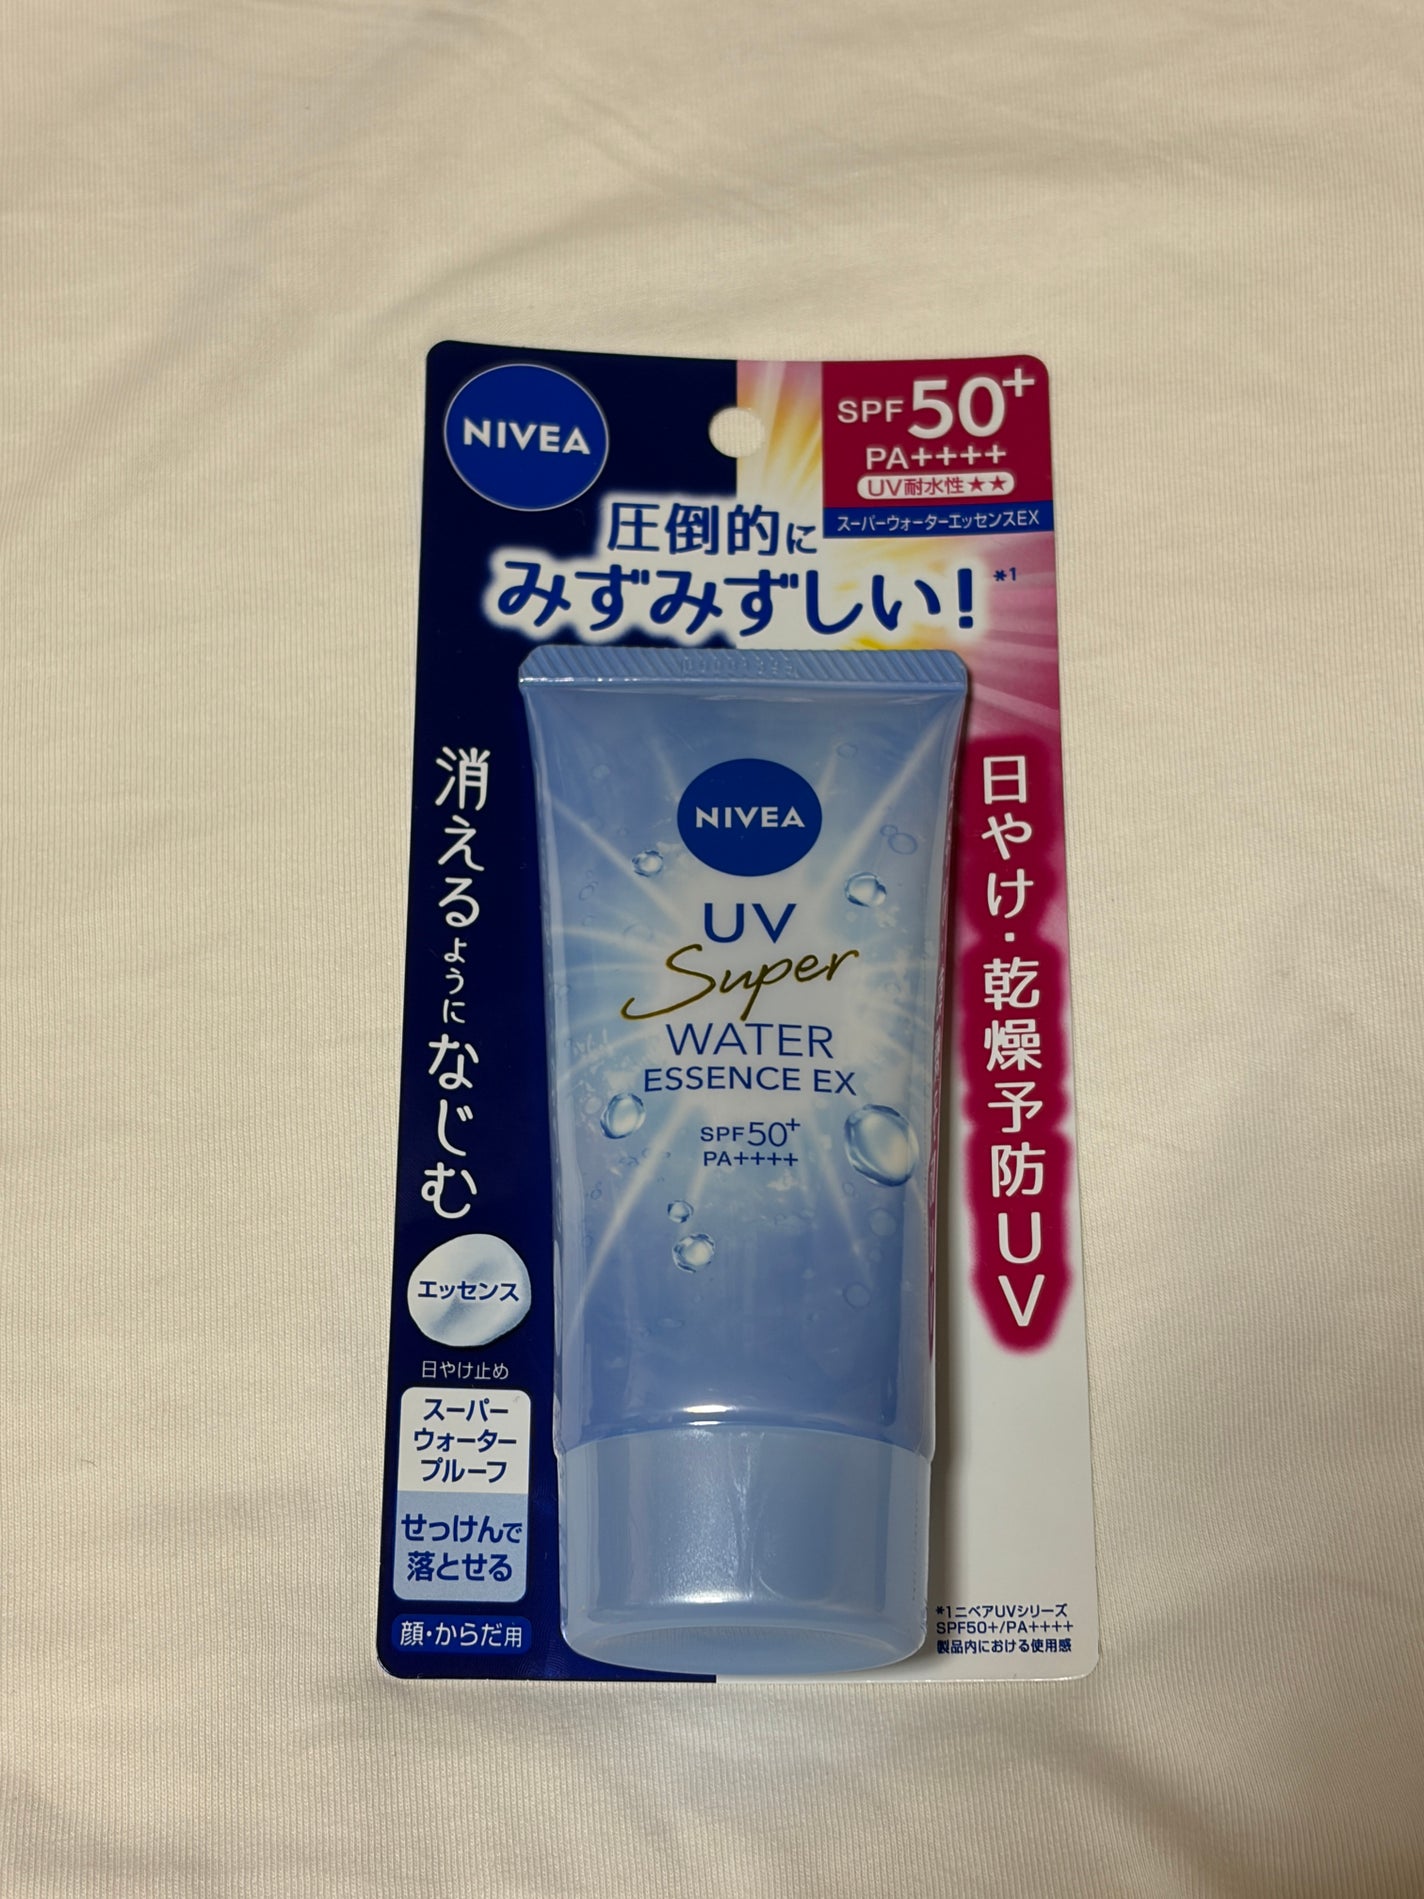 NIVEA
SPF50+
PA++++
UV耐水性★★
スーパーウォーターエッセンスEX
圧倒的に
みずみずしい!*1
消えるようになじむ
日やけ・乾燥予防UV
NIVEA
UV
Super
WATER
ESSENCE EX
SPF50+
PA++++
エッセンス
日やけ止め
スーパー
ウォーター
プルーフ
せっけんで
落とせる
顔・からだ用
*1ニベアUVシリーズ
SPF50+/PA++++
製品内における使用感